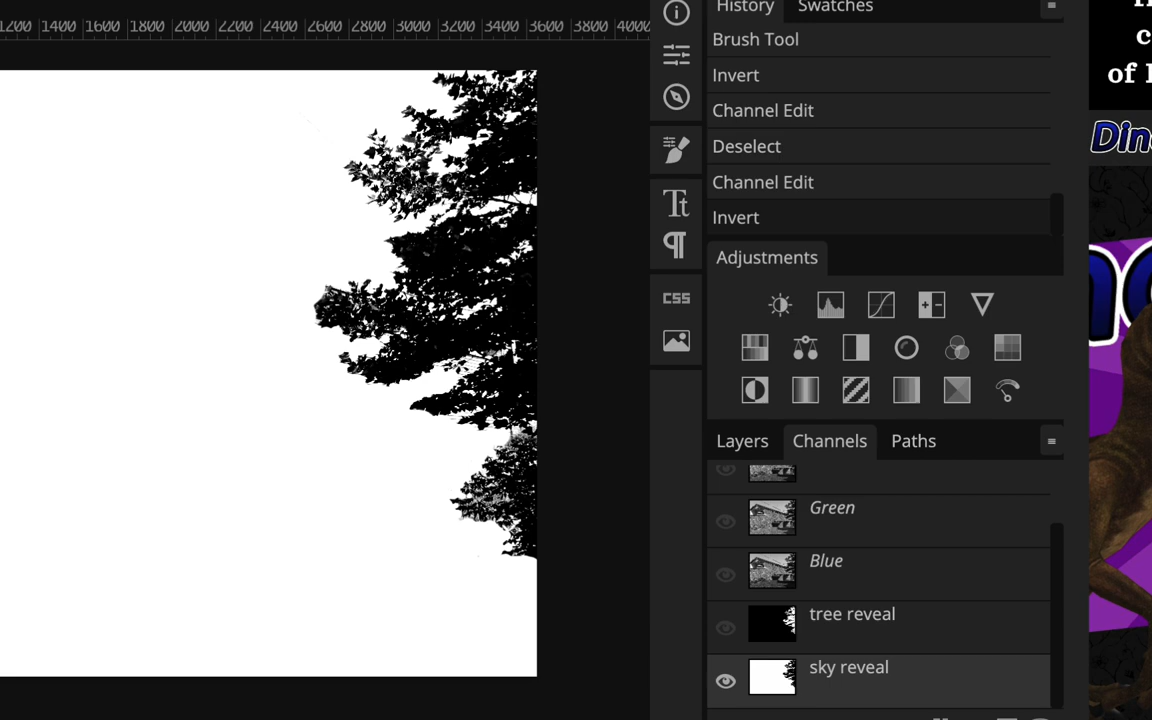 1200 1400 1600 1800 2000 2200 2400 2600 2800 3000 3200 3400 3600 3800 4000
History Swatches
Brush Tool
Invert
Channel Edit
Deselect
Channel Edit
Invert
Adjustments
Tt
¶
CSS
Layers Channels Paths
Green
Blue
tree reveal
sky reveal
of
Din